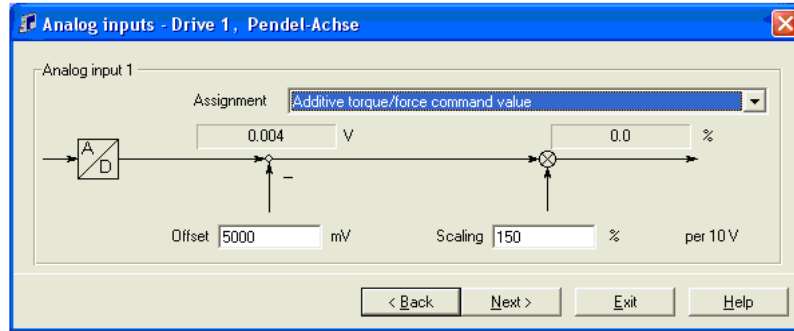 Analog inputs - Drive 1, Pendel-Achse
Analog input 1
Assignment Additive torque/force command value
0.004 V 0.0 %
A
D
–
Offset 5000 mV Scaling 150 % per 10 V
< Back Next > Exit Help